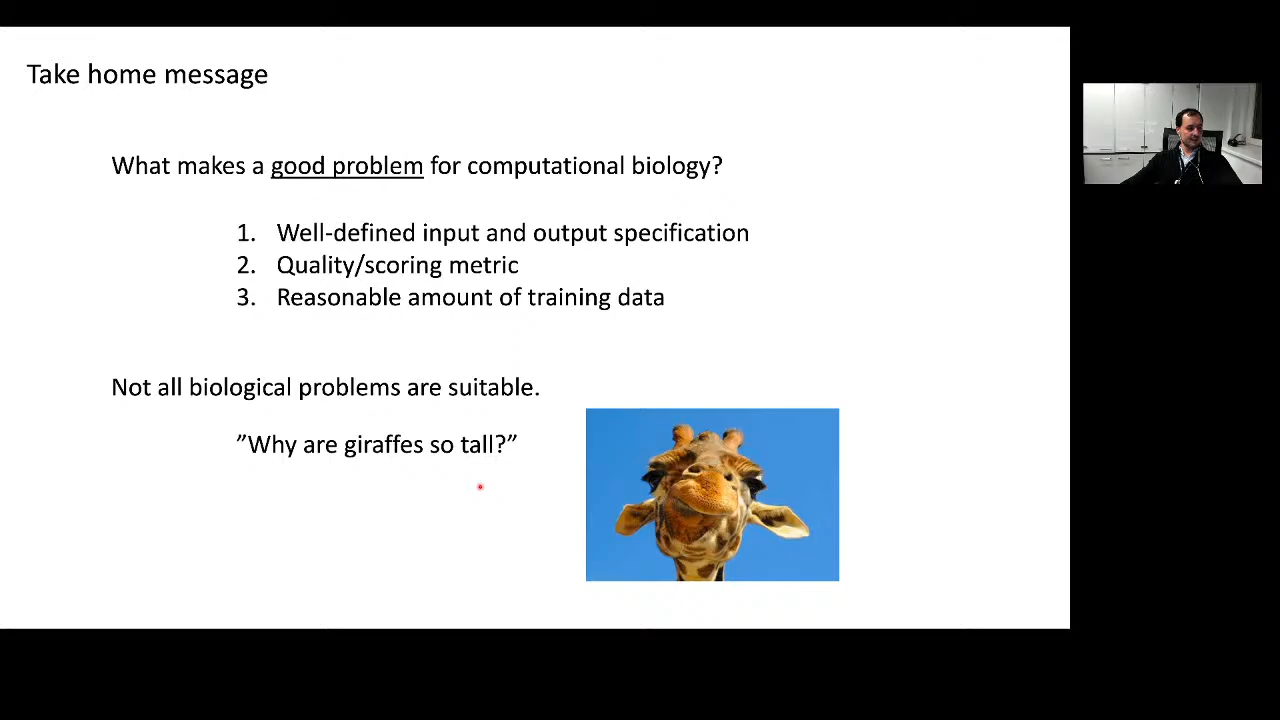 Take home message
What makes a good problem for computational biology?
1. Well-defined input and output specification
2. Quality/scoring metric
3. Reasonable amount of training data
Not all biological problems are suitable.
”Why are giraffes so tall?”